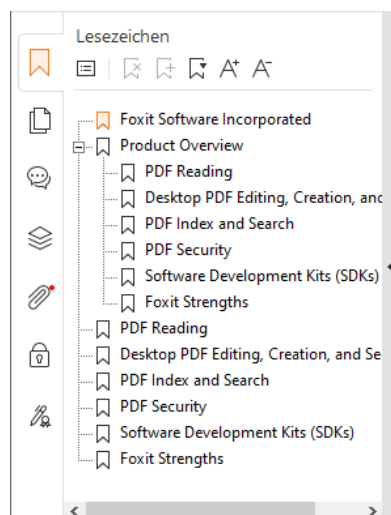 Lesezeichen
A+ A-
Foxit Software Incorporated
Product Overview
PDF Reading
Desktop PDF Editing, Creation, and
PDF Index and Search
PDF Security
Software Development Kits (SDKs)
Foxit Strengths
PDF Reading
Desktop PDF Editing, Creation, and Se
PDF Index and Search
PDF Security
Software Development Kits (SDKs)
Foxit Strengths